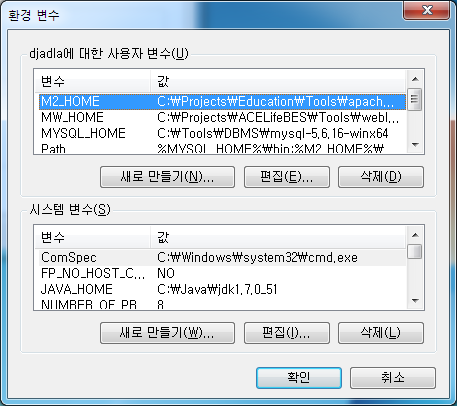 환경 변수
djadla에 대한 사용자 변수(U)
변수 값
M2_HOME C:₩Projects₩Education₩Tools₩apach,,,
MW_HOME C:₩Projects₩ACELifeBES₩Tools₩webl,,,
MYSQL_HOME C:₩Tools₩DBMS₩mysql-5,6,16-winx64
Path %MYSQL_HOME%₩bin;%M2_HOME%₩
새로 만들기(N)... 편집(E)... 삭제(D)
시스템 변수(S)
변수 값
ComSpec C:₩Windows₩system32₩cmd,exe
FP_NO_HOST_C,,, NO
JAVA_HOME C:₩Java₩jdk1,7,0_51
NUMBER_OF_PR 8
새로 만들기(W)... 편집(I)... 삭제(L)
확인 취소